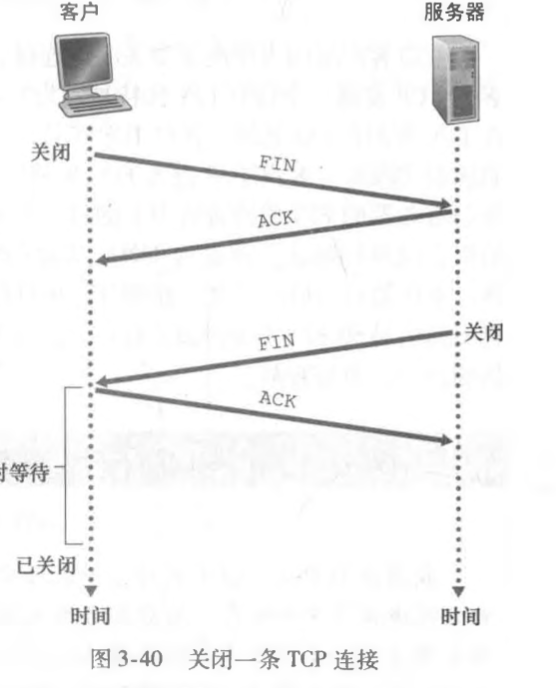 客户
服务器
关闭
FIN
ACK
关闭
FIN
ACK
时等待
已关闭
时间
时间
图3-40 关闭一条 TCP 连接